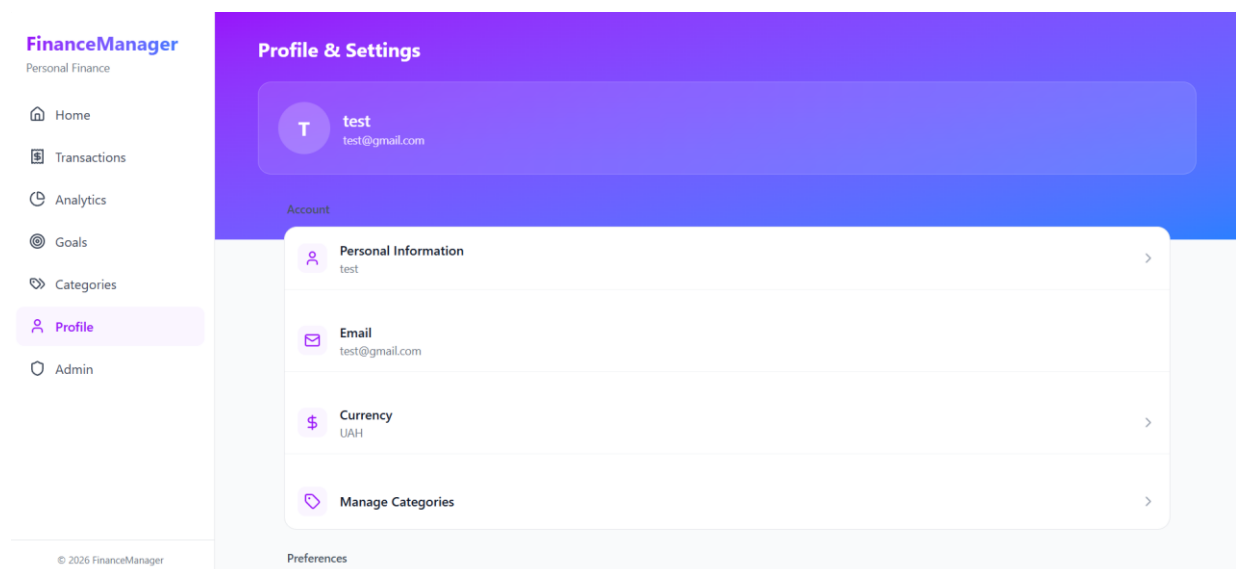 FinanceManager
Personal Finance
Home
Transactions
Analytics
Goals
Categories
Profile
Admin
© 2026 FinanceManager
Profile & Settings
T
test
test@gmail.com
Account
Personal Information
test
Email
test@gmail.com
Currency
UAH
Manage Categories
Preferences